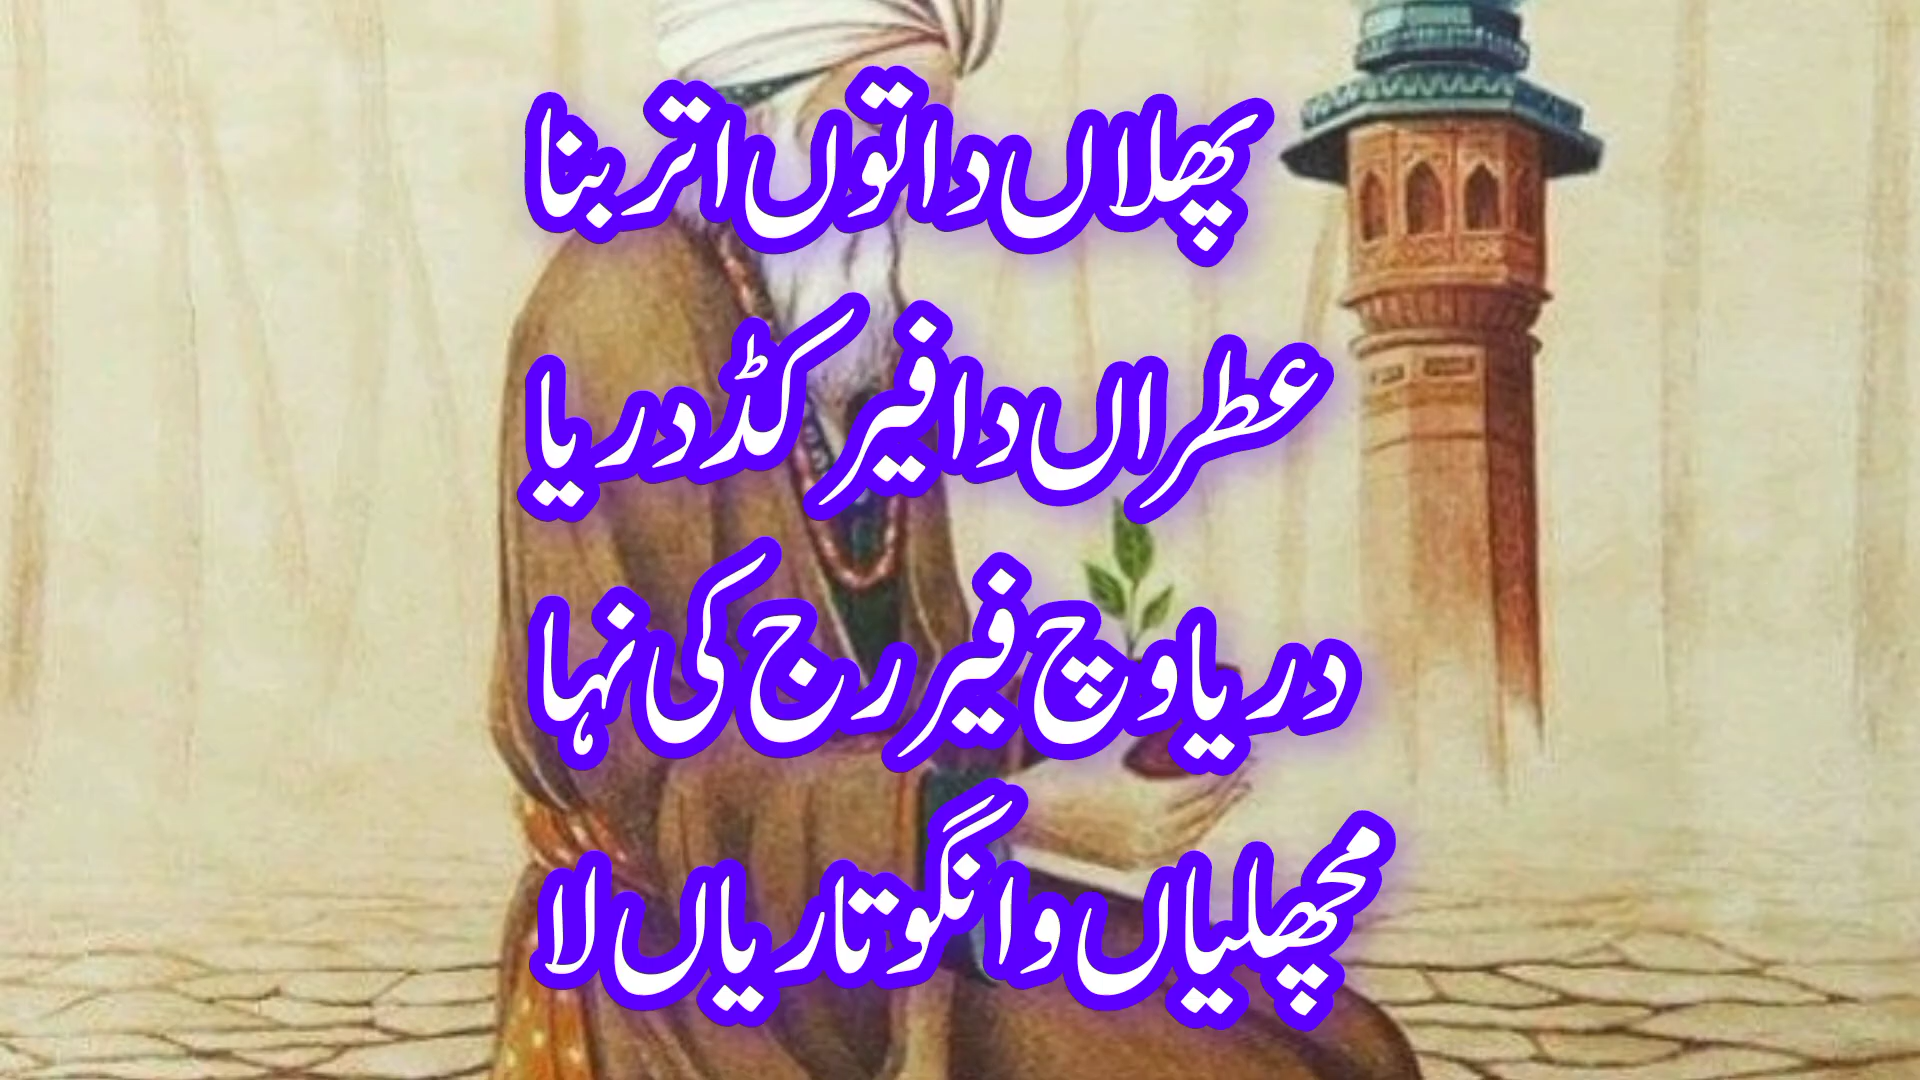 پھلاں دا توں اتر بنا
عطراں دا فیر کڈ دریا
دریا وچ فیر رج کی نہا
مچھلیاں وانگو تاریاں لا